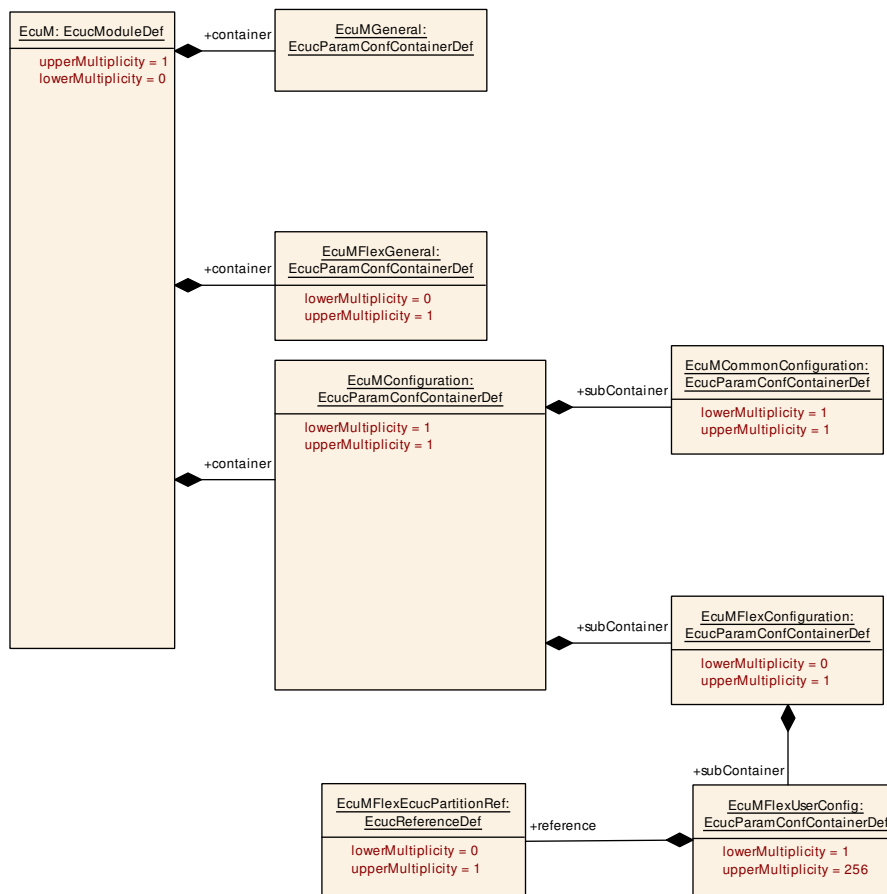 EcuM: EcucModuleDef
upperMultiplicity = 1
lowerMultiplicity = 0
+container
EcuMGeneral:
EcucParamConfContainerDef
+container
EcuMFlexGeneral:
EcucParamConfContainerDef
lowerMultiplicity = 0
upperMultiplicity = 1
+container
EcuMConfiguration:
EcucParamConfContainerDef
lowerMultiplicity = 1
upperMultiplicity = 1
+subContainer
EcuMCommonConfiguration:
EcucParamConfContainerDef
lowerMultiplicity = 1
upperMultiplicity = 1
+subContainer
EcuMFlexConfiguration:
EcucParamConfContainerDef
lowerMultiplicity = 0
upperMultiplicity = 1
+subContainer
EcuMFlexUserConfig:
EcucParamConfContainerDef
lowerMultiplicity = 1
upperMultiplicity = 256
+reference
EcuMFlexEcucPartitionRef:
EcucReferenceDef
lowerMultiplicity = 0
upperMultiplicity = 1